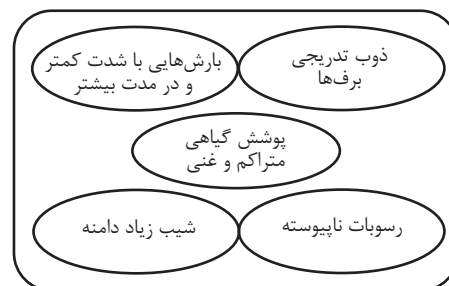 ذوب تدریجی
برف‌ها
بارش‌هایی با شدت کمتر
و در مدت بیشتر
پوشش گیاهی
متراکم و غنی
رسوبات ناپیوسته
شیب زیاد دامنه